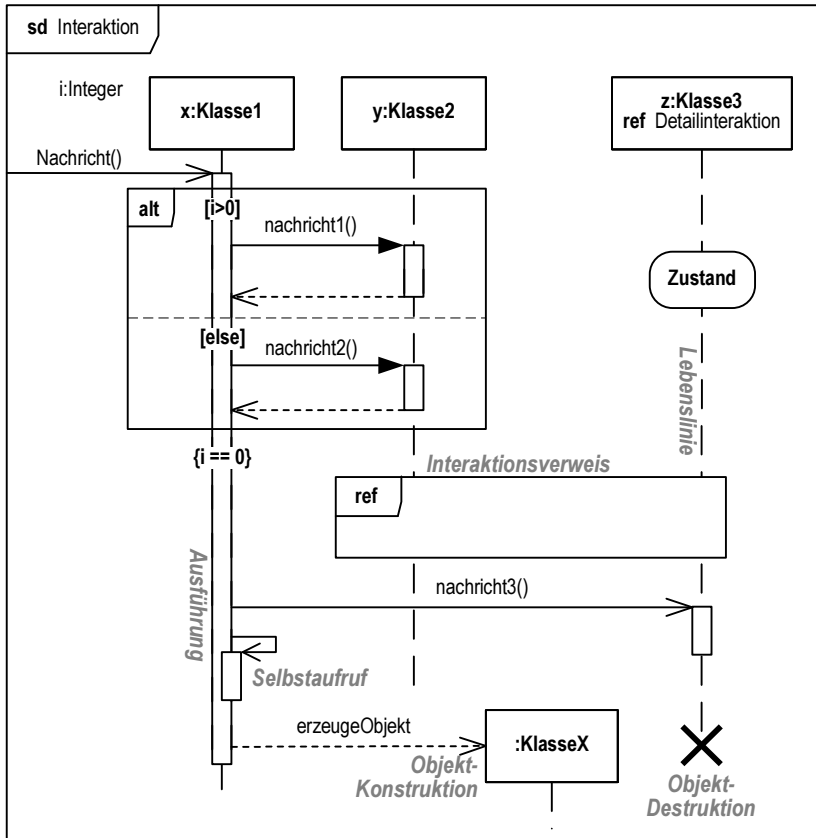 sd Interaktion
i:Integer
x:Klasse1
y:Klasse2
z:Klasse3
ref Detailinteraktion
Nachricht()
alt
[i>0]
nachricht1()
Zustand
[else]
nachricht2()
Lebenslinie
{i == 0}
Interaktionsverweis
ref
Ausführung
nachricht3()
Selbstaufruf
erzeugeObjekt
:KlasseX
Objekt-
Konstruktion
Objekt-
Destruktion